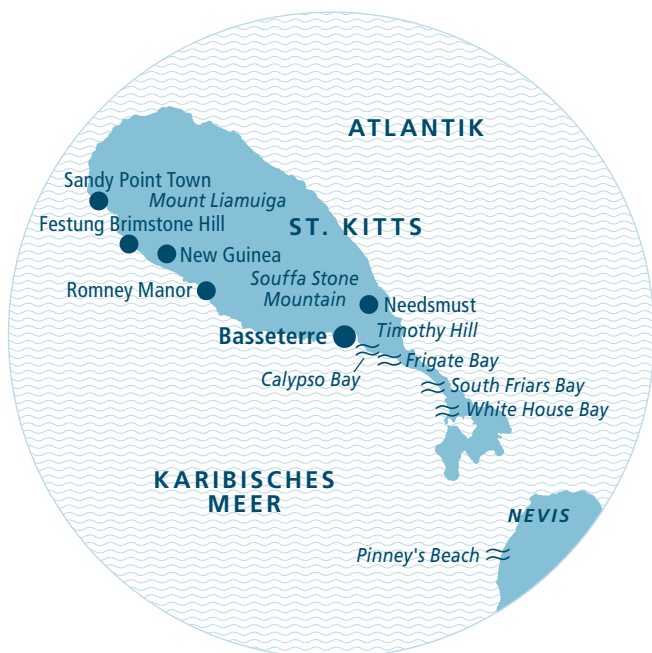 ATLANTIK
Sandy Point Town
Mount Liamuiga
Festung Brimstone Hill
ST. KITTS
New Guinea
Souffa Stone
Mountain
Romney Manor
Needsmust
Timothy Hill
Basseterre
Frigate Bay
Calypso Bay
South Friars Bay
White House Bay
KARIBISCHES
MEER
NEVIS
Pinney's Beach